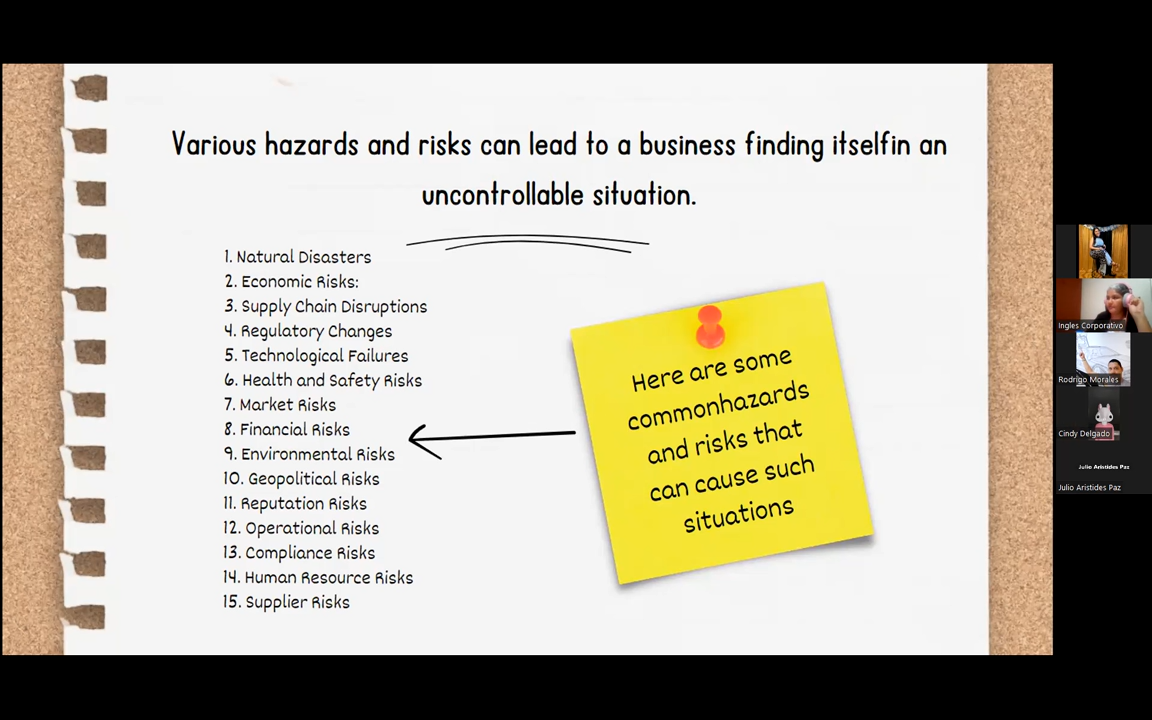 Various hazards and risks can lead to a business finding itselfin an
uncontrollable situation.
1. Natural Disasters
2. Economic Risks:
3. Supply Chain Disruptions
4. Regulatory Changes
5. Technological Failures
6. Health and Safety Risks
7. Market Risks
8. Financial Risks
9. Environmental Risks
10. Geopolitical Risks
11. Reputation Risks
12. Operational Risks
13. Compliance Risks
14. Human Resource Risks
15. Supplier Risks
Here are some
commonhazards
and risks that
can cause such
situations
Ingles Corporativo
Rodrigo Morales
Cindy Delgado
Julio Aristides Paz
Julio Aristides Paz